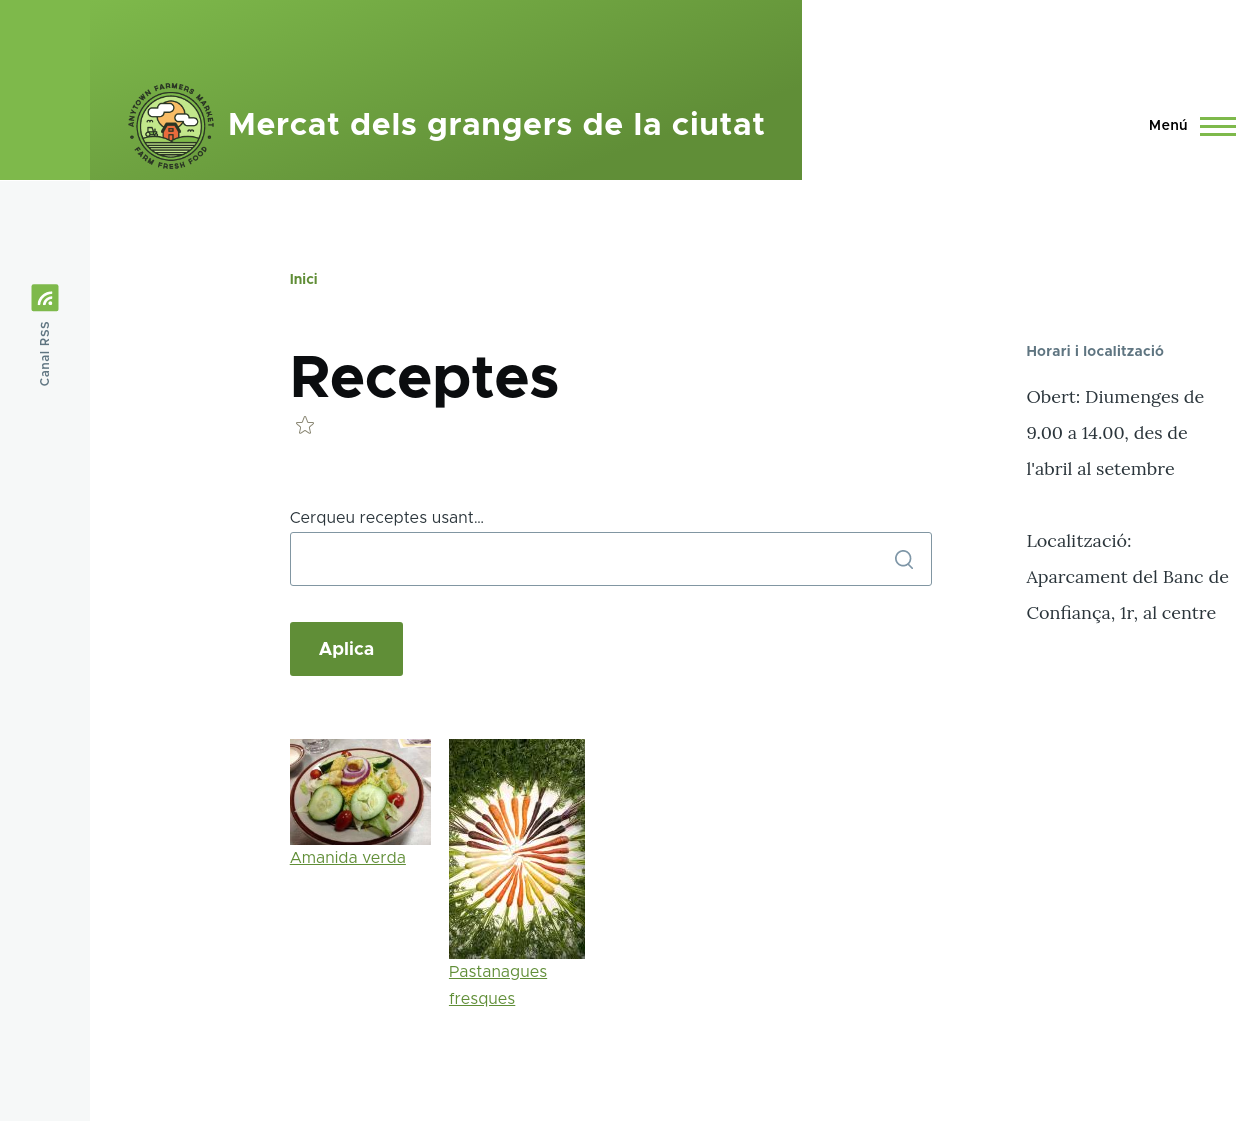 ANYTOWN FARMERS MARKET
FARM FRESH FOOD
Mercat dels grangers de la ciutat
Menú
Canal RSS
Inici
Receptes
Cerqueu receptes usant…
Aplica
Amanida verda
Pastanagues
fresques
Horari i localització
Obert: Diumenges de
9.00 a 14.00, des de
l'abril al setembre
Localització:
Aparcament del Banc de
Confiança, 1r, al centre